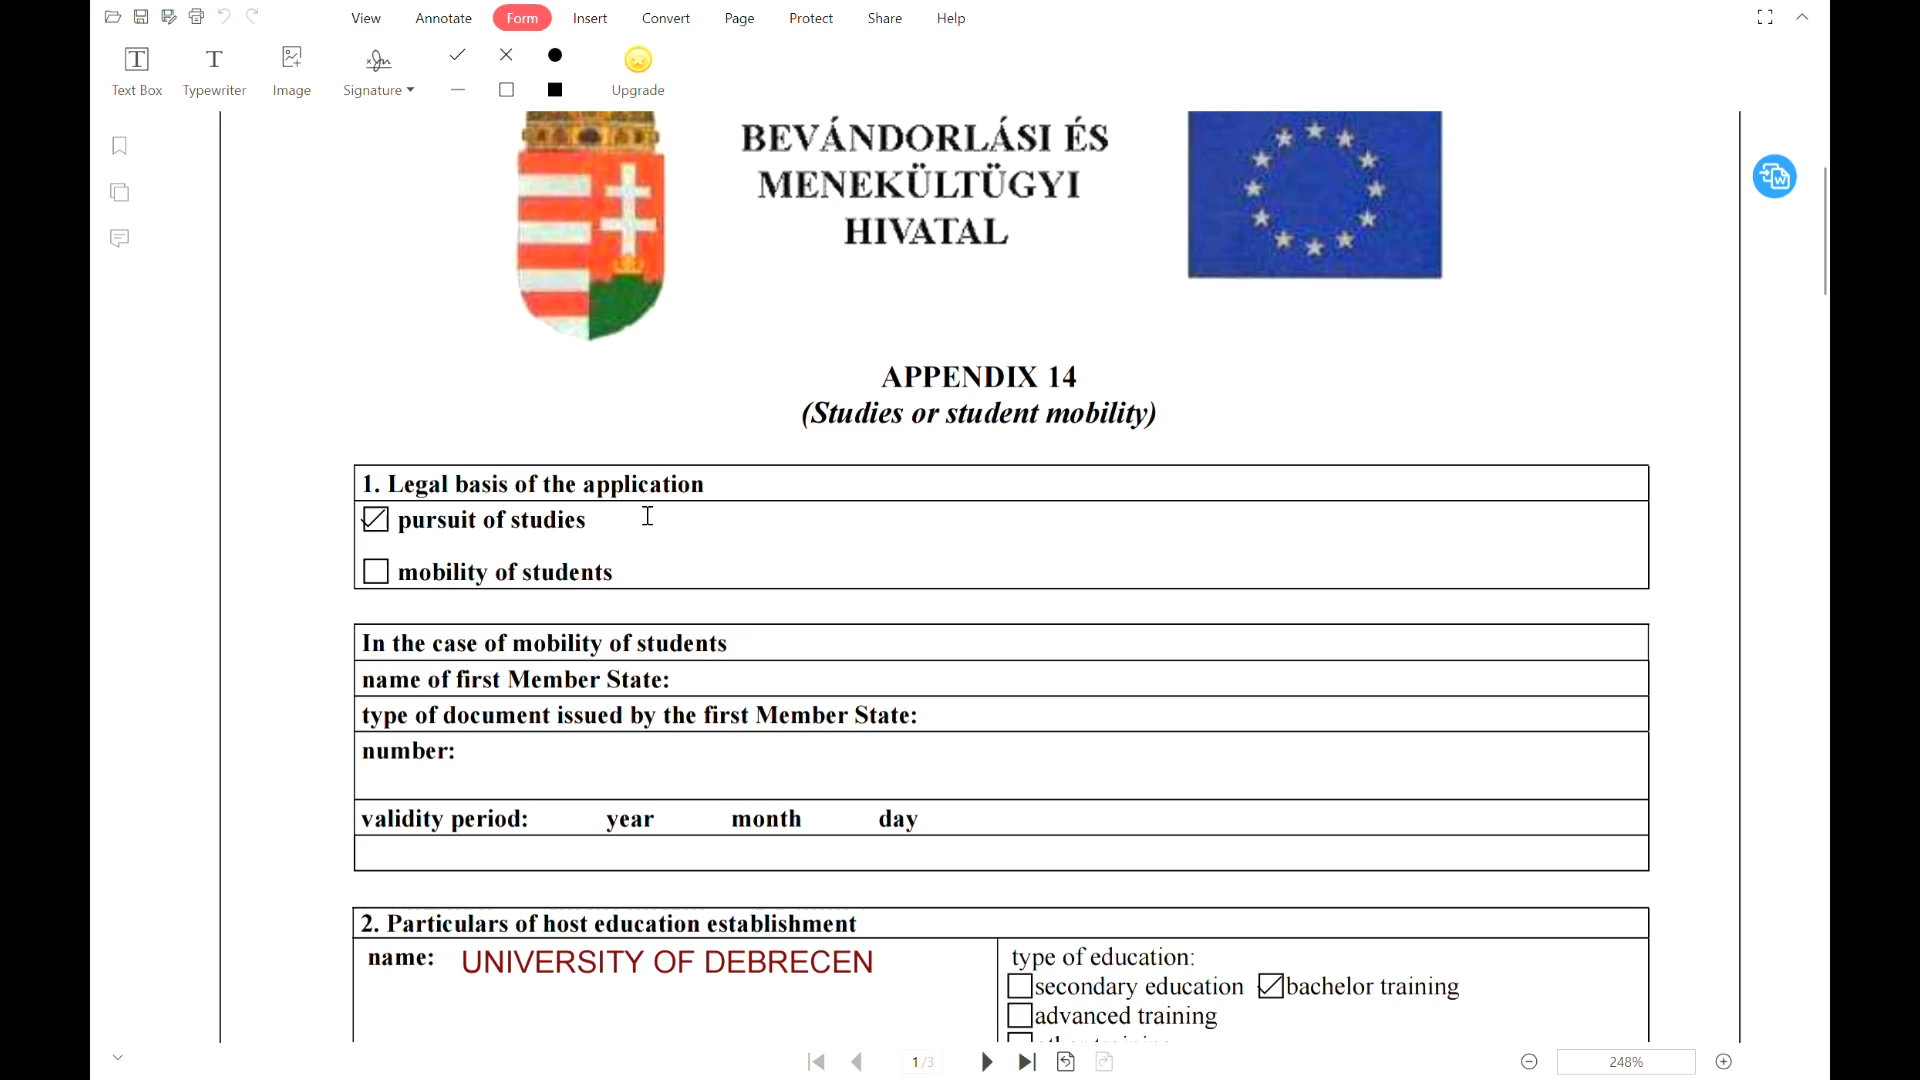 View Annotate Form Insert Convert Page Protect Share Help
Text Box Typewriter Image Signature Upgrade
BEVÁNDORLÁSI ÉS
MENEKÜLTÜGYI
HIVATAL
APPENDIX 14
(Studies or student mobility)
1. Legal basis of the application
pursuit of studies
mobility of students
In the case of mobility of students
name of first Member State:
type of document issued by the first Member State:
number:
validity period: year month day
2. Particulars of host education establishment
name: UNIVERSITY OF DEBRECEN
type of education:
secondary education bachelor training
advanced training
1/3
248%